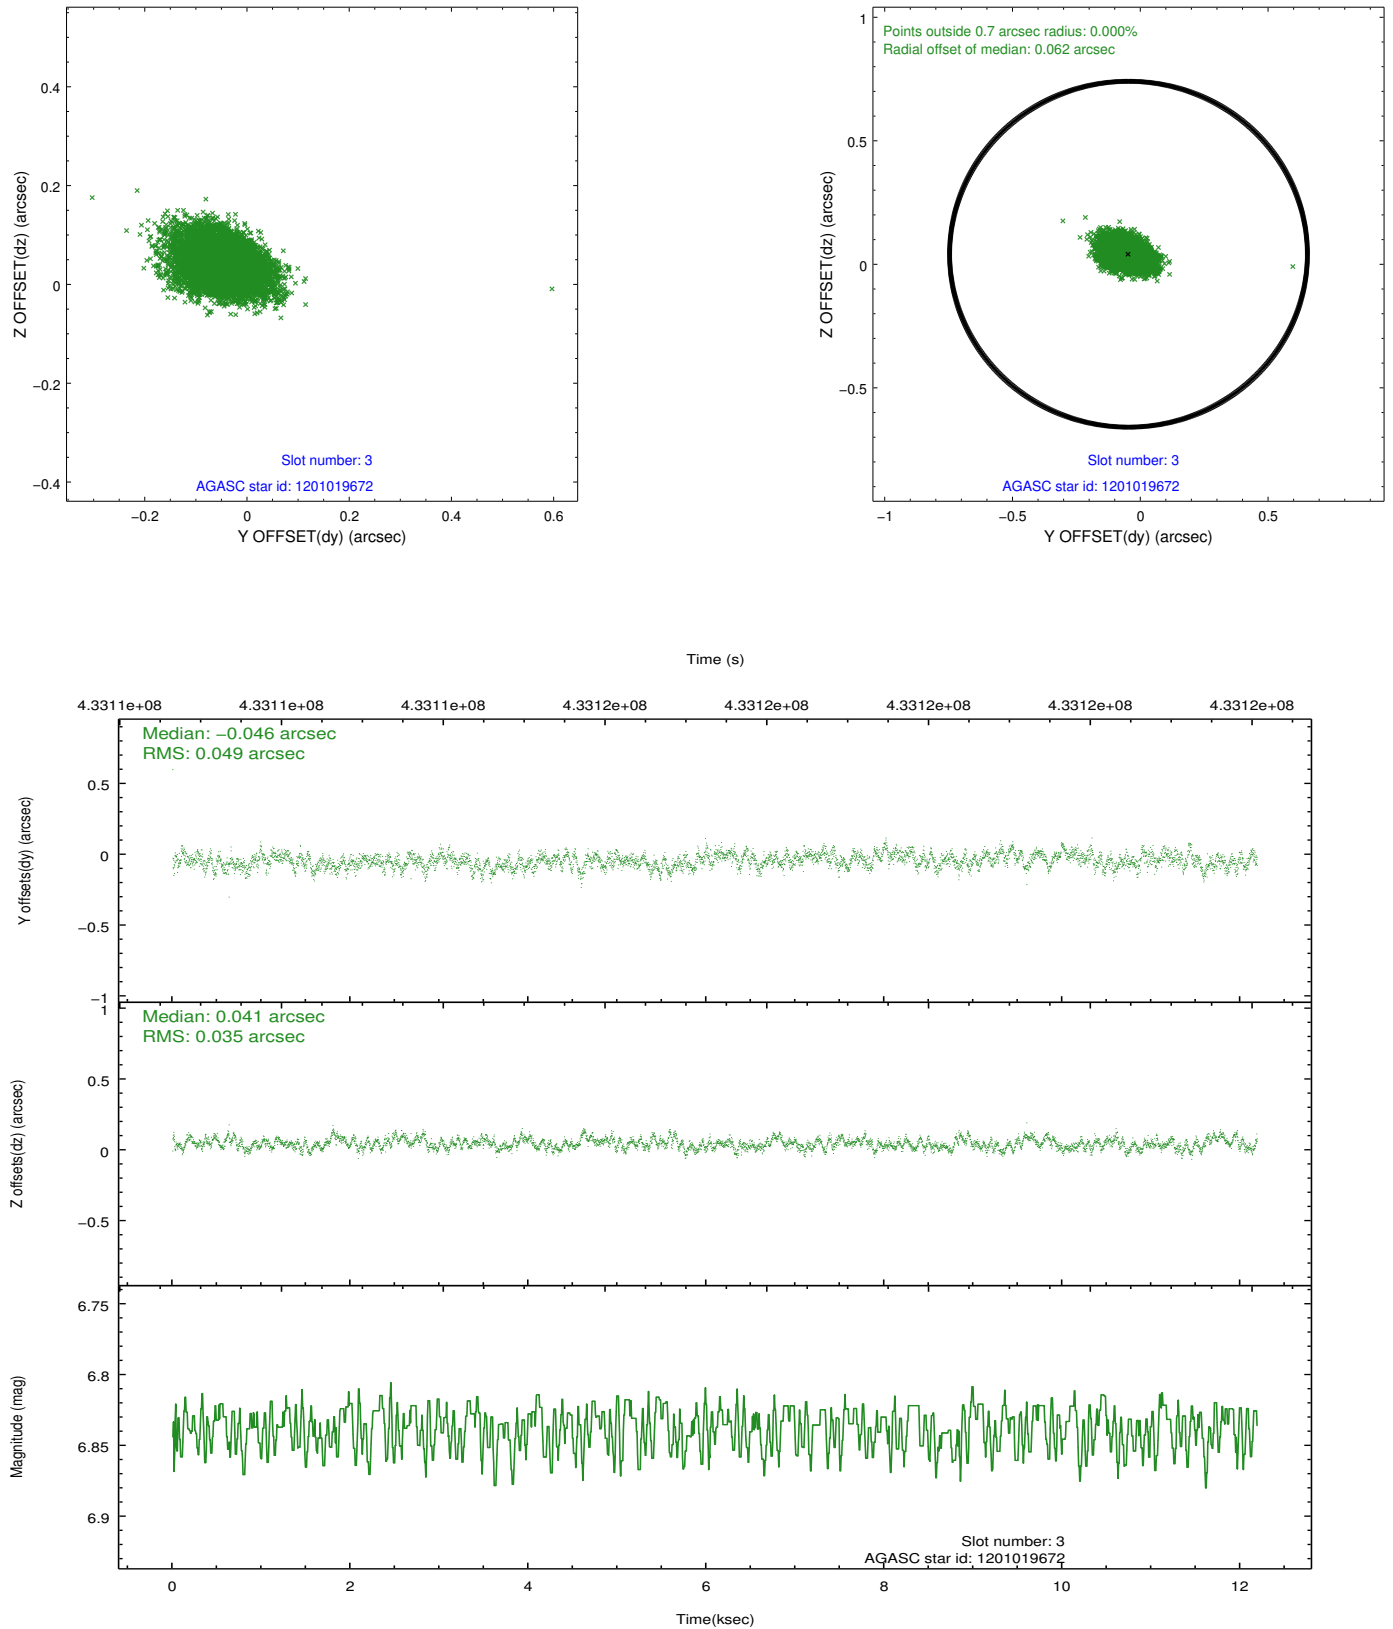 0.4
0.2
0
−0.2
−0.4
Z OFFSET(dz) (arcsec)
Slot number: 3
AGASC star id: 1201019672
−0.2 0 0.2 0.4 0.6
Y OFFSET(dy) (arcsec)
1
0.5
0
−0.5
Z OFFSET(dz) (arcsec)
Points outside 0.7 arcsec radius: 0.000%
Radial offset of median: 0.062 arcsec
Slot number: 3
AGASC star id: 1201019672
−1 −0.5 0 0.5
Y OFFSET(dy) (arcsec)
Time (s)
4.3311e+08 4.3311e+08 4.3311e+08 4.3312e+08 4.3312e+08 4.3312e+08 4.3312e+08 4.3312e+08
Median: −0.046 arcsec
RMS: 0.049 arcsec
0.5
0
−0.5
−1
Y offsets(dy) (arcsec)
Median: 0.041 arcsec
RMS: 0.035 arcsec
1
0.5
0
−0.5
Z offsets(dz) (arcsec)
6.75
6.8
6.85
6.9
Magnitude (mag)
Slot number: 3
AGASC star id: 1201019672
0 2 4 6 8 10 12
Time(ksec)